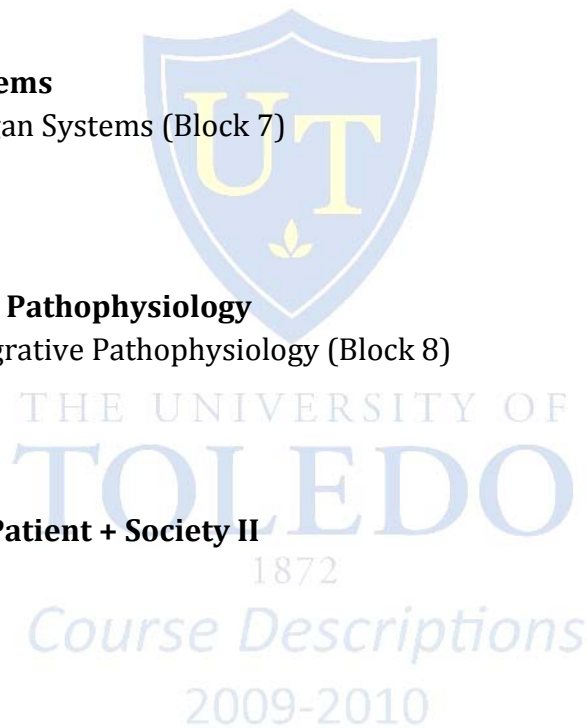 ems
gan Systems (Block 7)
UT
Pathophysiology
grative Pathophysiology (Block 8)
THE UNIVERSITY OF
TOLEDO
Patient + Society II
1872
Course Descriptions
2009-2010